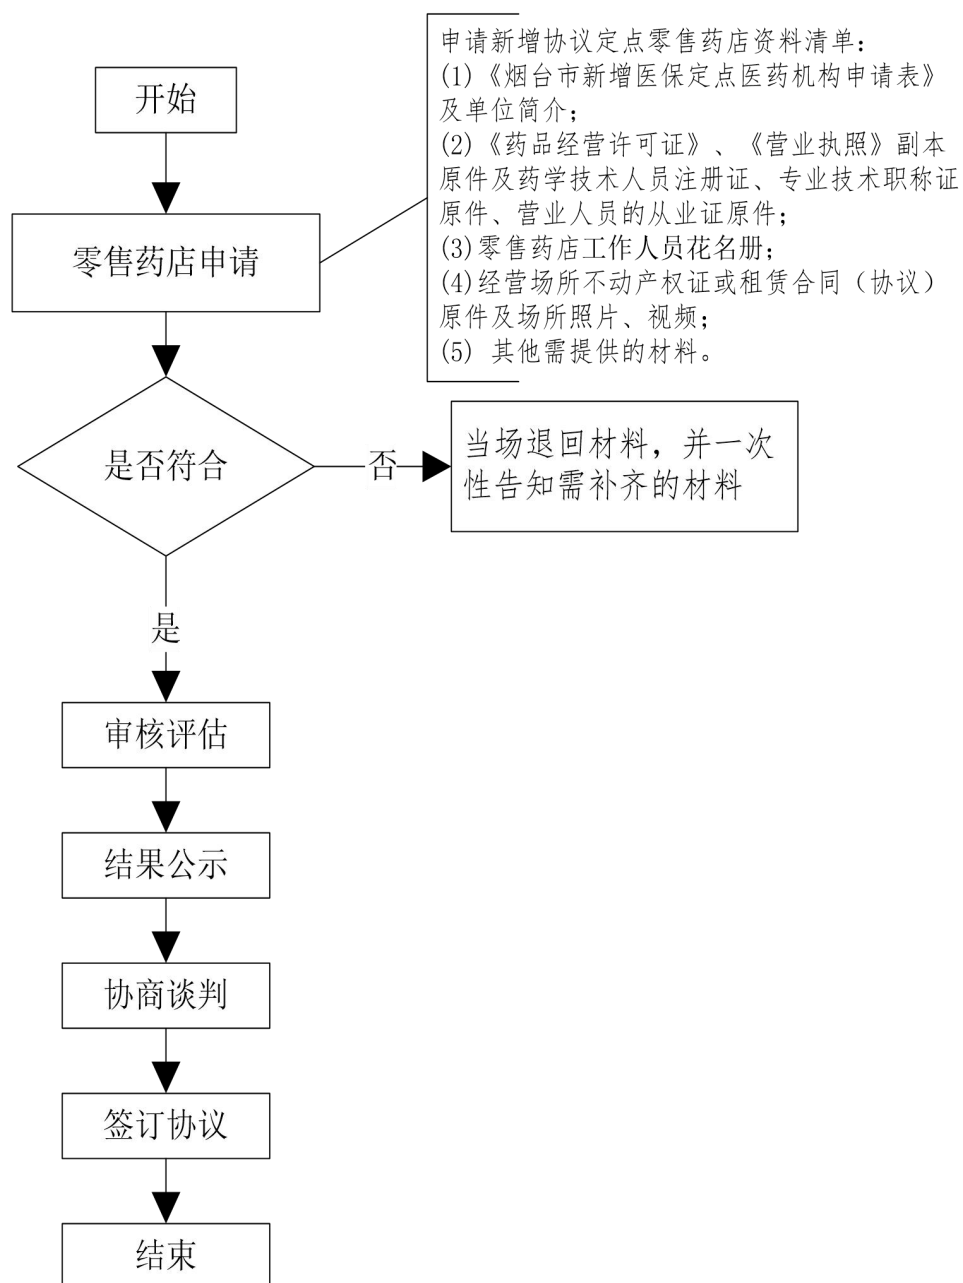 开始
申请新增协议定点零售药店资料清单：
(1)《烟台市新增医保定点医药机构申请表》
及单位简介；
(2)《药品经营许可证》、《营业执照》副本
原件及药学技术人员注册证、专业技术职称证
原件、营业人员的从业证原件；
(3)零售药店工作人员花名册；
(4)经营场所不动产权证或租赁合同（协议）
原件及场所照片、视频；
(5) 其他需提供的材料。
零售药店申请
是否符合
否
当场退回材料，并一次
性告知需补齐的材料
是
审核评估
结果公示
协商谈判
签订协议
结束